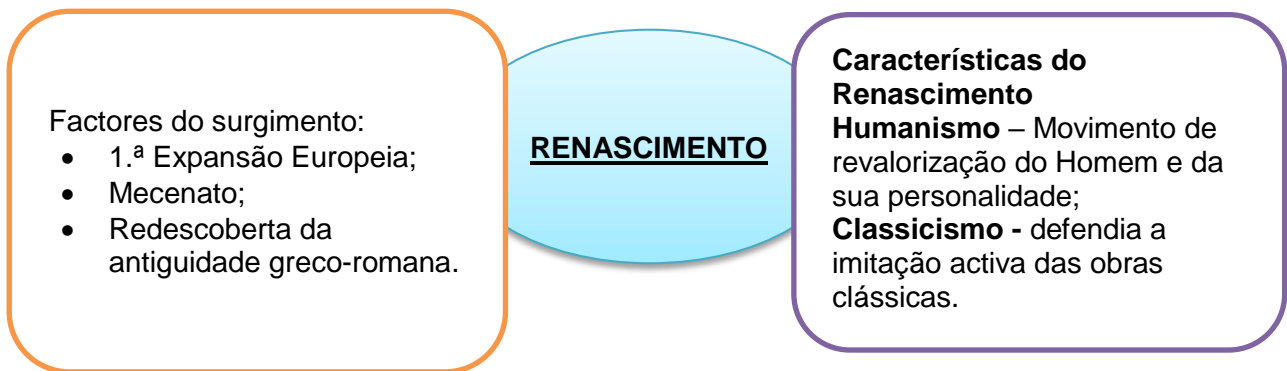 Factores do surgimento:
• 1.ª Expansão Europeia;
• Mecenato;
• Redescoberta da
antiguidade greco-romana.
RENASCIMENTO
Características do
Renascimento
Humanismo – Movimento de
revalorização do Homem e da
sua personalidade;
Classicismo - defendia a
imitação activa das obras
clássicas.